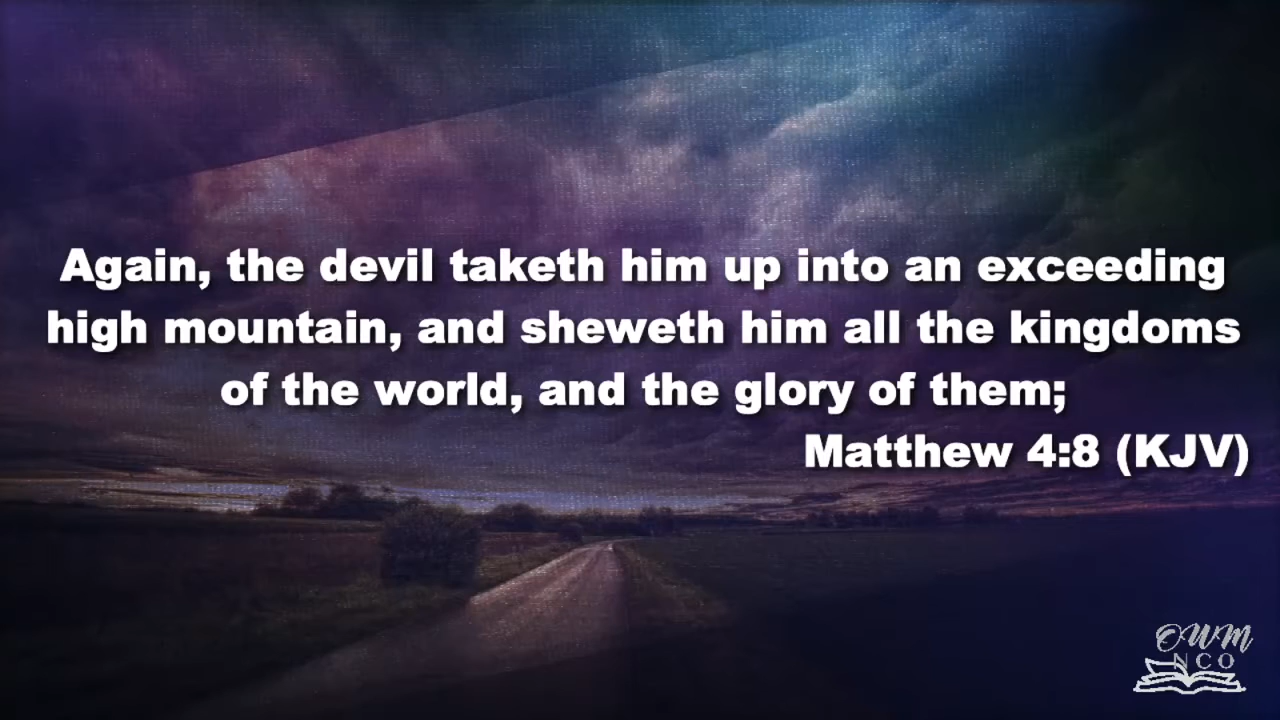 Again, the devil taketh him up into an exceeding
high mountain, and sheweth him all the kingdoms
of the world, and the glory of them;
Matthew 4:8 (KJV)
OWM
NCO